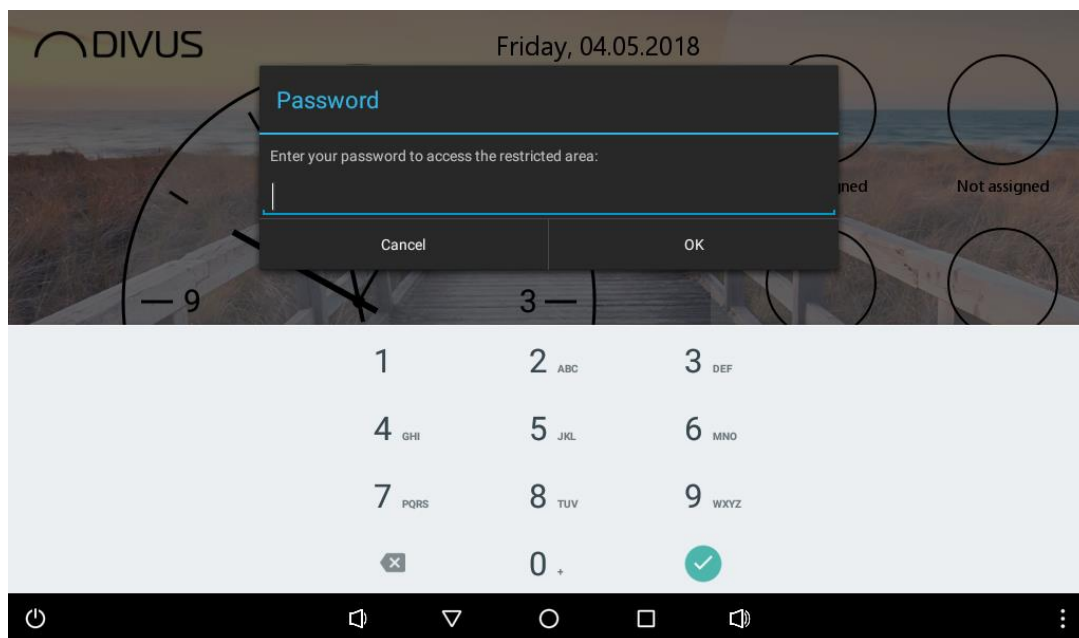 DIVUS
Friday, 04.05.2018
Password
Enter your password to access the restricted area:
gned
Not assigned
Cancel
OK
9
3
1
2 ABC
3 DEF
4 GHI
5 JKL
6 MNO
7 PQRS
8 TUV
9 WXYZ
0 +